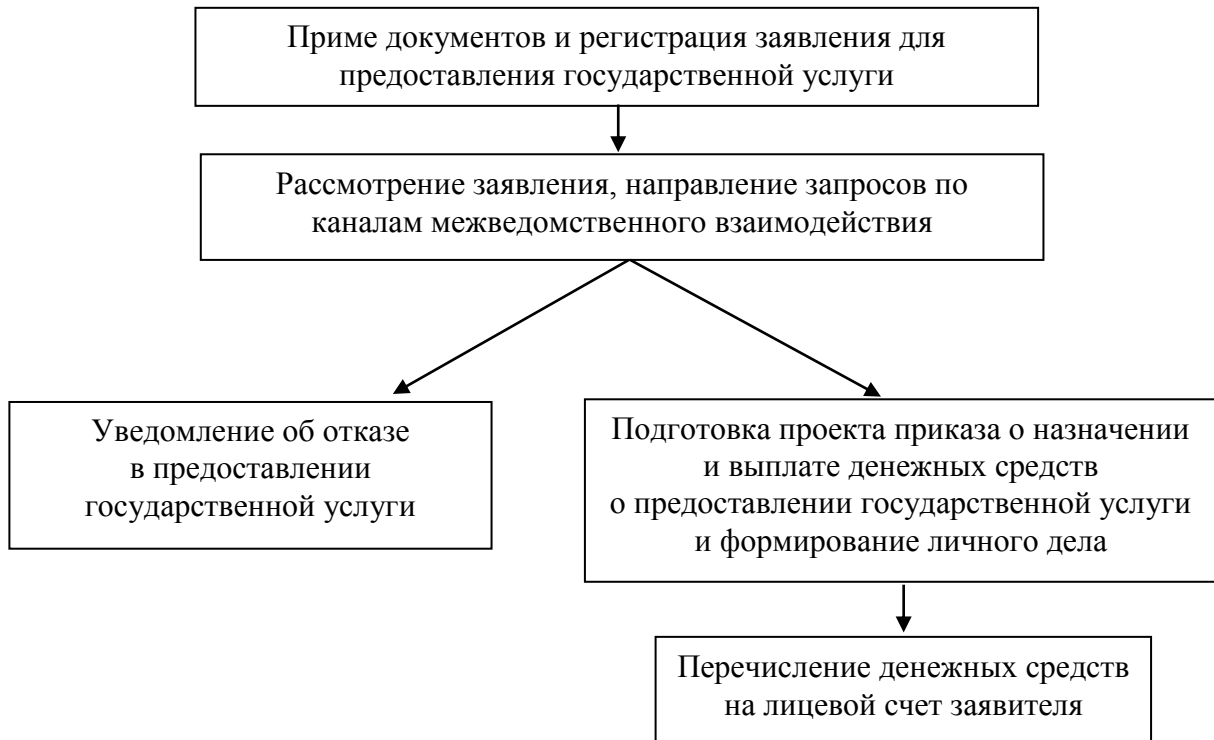 Приме документов и регистрация заявления для
предоставления государственной услуги
Рассмотрение заявления, направление запросов по
каналам межведомственного взаимодействия
Уведомление об отказе
в предоставлении
государственной услуги
Подготовка проекта приказа о назначении
и выплате денежных средств
о предоставлении государственной услуги
и формирование личного дела
Перечисление денежных средств
на лицевой счет заявителя